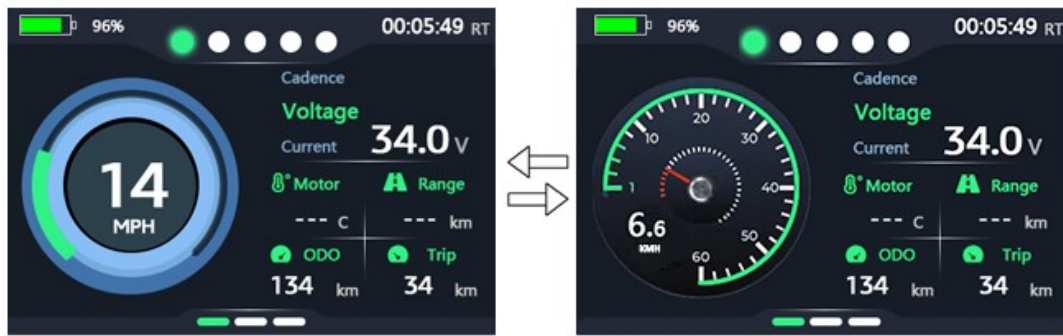 96%
00:05:49 RT
Cadence
Voltage
Current
34.0 V
Motor
Range
--- C
--- km
ODO
Trip
134 km
34 km
14
MPH
96%
00:05:49 RT
Cadence
Voltage
Current
34.0 V
Motor
Range
--- C
--- km
ODO
Trip
134 km
34 km
1
10
20
30
40
50
60
6.6
KMH